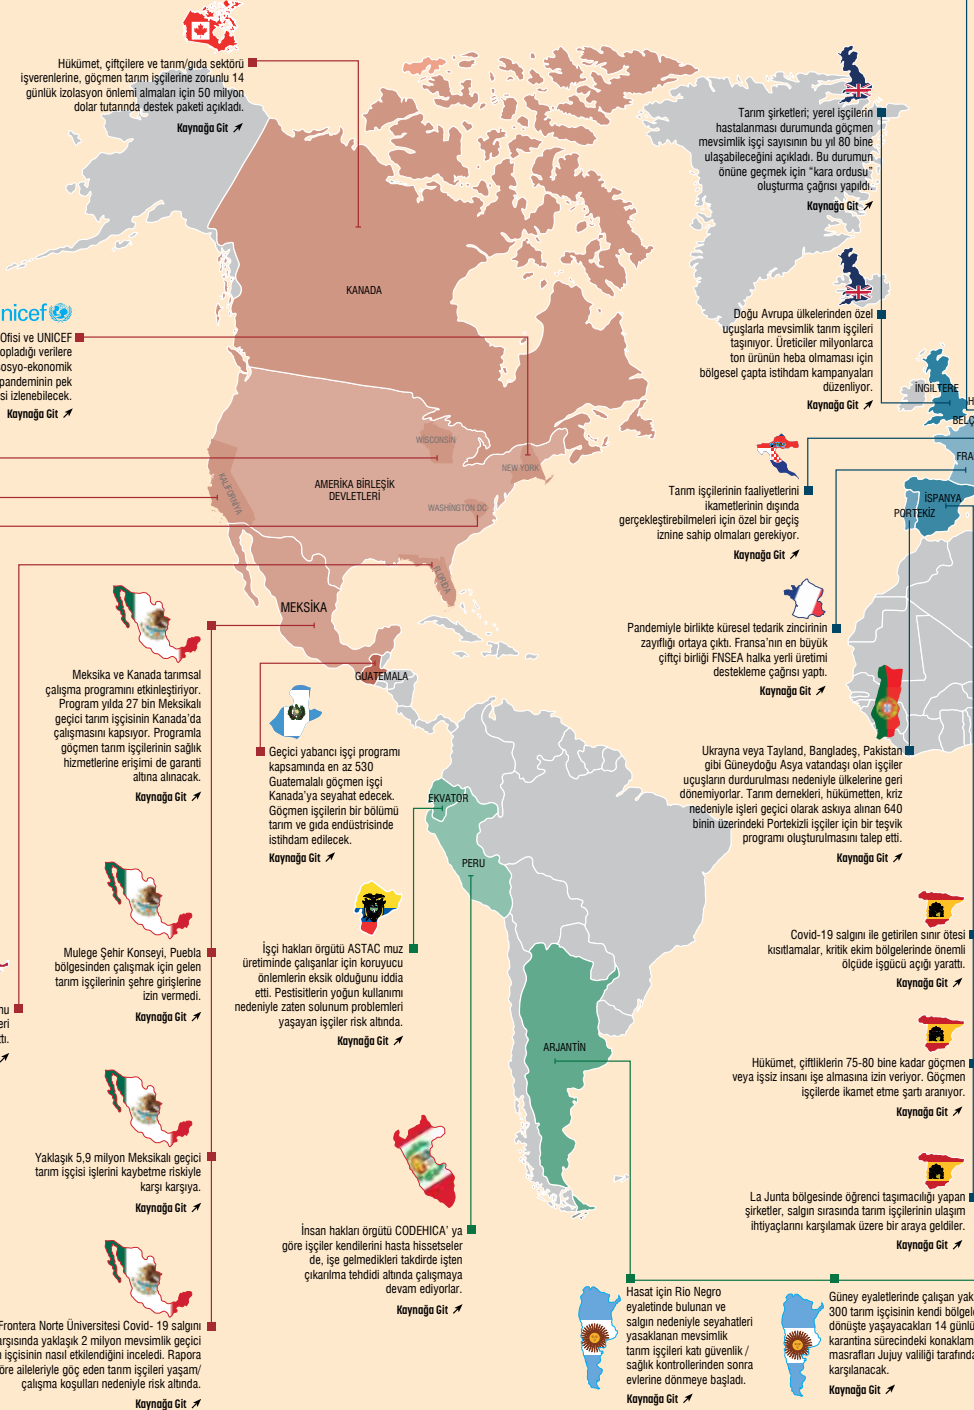 Hükümet, çiftçilere ve tarım/gıda sektörü
işverenlerine, göçmen tarım işçilerine zorunlu 14
günlük izolasyon önlemi almaları için 50 milyon
dolar tutarında destek paketi açıkladı.
Kaynağa Git
Tarım şirketleri; yerel işçilerin
hastalanması durumunda göçmen
mevsimlik işçi sayısının bu yıl 80 bine
ulaşabileceğini açıkladı. Bu durumun
önüne geçmek için "kara ordusu"
oluşturma çağrısı yapıldı.
Kaynağa Git
KANADA
nicef
Ofisi ve UNICEF
opladığı verilere
osyo-ekonomik
pandeminin pek
si izlenebilecek.
Kaynağa Git
Doğu Avrupa ülkelerinden özel
uçuşlarla mevsimlik tarım işçileri
taşınıyor. Üreticiler milyonlarca
ton ürünün heba olmaması için
bölgesel çapta istihdam kampanyaları
düzenliyor.
Kaynağa Git
İNGİLTERE
H
BELÇ
FRA
İSPANYA
PORTEKİZ
WISCONSIN
NEW YORK
AMERİKA BİRLEŞİK
DEVLETLERİ
KALİFORNİYA
WASHİNGTON DC
FLORIDA
Tarım işçilerinin faaliyetlerini
ikametlerinin dışında
gerçekleştirebilmeleri için özel bir geçiş
iznine sahip olmaları gerekiyor.
Kaynağa Git
MEKSİKA
GUATEMALA
Pandemiyle birlikte küresel tedarik zincirinin
zayıflığı ortaya çıktı. Fransa'nın en büyük
çiftçi birliği FNSEA halka yerli üretimi
destekleme çağrısı yaptı.
Kaynağa Git
Meksika ve Kanada tarımsal
çalışma programını etkinleştiriyor.
Program yılda 27 bin Meksikalı
geçici tarım işçisinin Kanada'da
çalışmasını kapsıyor. Programla
göçmen tarım işçilerinin sağlık
hizmetlerine erişimi de garanti
altına alınacak.
Kaynağa Git
Geçici yabancı işçi programı
kapsamında en az 530
Guatemalalı göçmen işçi
Kanada'ya seyahat edecek.
Göçmen işçilerin bir bölümü
tarım ve gıda endüstrisinde
istihdam edilecek.
Kaynağa Git
Ukrayna veya Tayland, Bangladeş, Pakistan
gibi Güneydoğu Asya vatandaşı olan işçiler
uçuşların durdurulması nedeniyle ülkelerine geri
dönemiyorlar. Tarım dernekleri, hükümetten, kriz
nedeniyle işleri geçici olarak askıya alınan 640
binin üzerindeki Portekizli işçiler için bir teşvik
programı oluşturulmasını talep etti.
Kaynağa Git
EKVATOR
PERU
Mulege Şehir Konseyi, Puebla
bölgesinden çalışmak için gelen
tarım işçilerinin şehre girişlerine
izin vermedi.
Kaynağa Git
İşçi hakları örgütü ASTAC muz
üretiminde çalışanlar için koruyucu
önlemlerin eksik olduğunu iddia
etti. Pestisitlerin yoğun kullanımı
nedeniyle zaten solunum problemleri
yaşayan işçiler risk altında.
Kaynağa Git
Covid-19 salgını ile getirilen sınır ötesi
kısıtlamalar, kritik ekim bölgelerinde önemli
ölçüde işgücü açığı yarattı.
Kaynağa Git
nu
eri
tı.
ARJANTİN
Hükümet, çiftliklerin 75-80 bine kadar göçmen
veya işsiz insanı işe almasına izin veriyor. Göçmen
işçilerde ikamet etme şartı aranıyor.
Kaynağa Git
Yaklaşık 5,9 milyon Meksikalı geçici
tarım işçisi işlerini kaybetme riskiyle
karşı karşıya.
Kaynağa Git
La Junta bölgesinde öğrenci taşımacılığı yapan
şirketler, salgın sırasında tarım işçilerinin ulaşım
ihtiyaçlarını karşılamak üzere bir araya geldiler.
Kaynağa Git
İnsan hakları örgütü CODEHICA' ya
göre işçiler kendilerini hasta hissetseler
de, işe gelmedikleri takdirde işten
çıkarılma tehdidi altında çalışmaya
devam ediyorlar.
Kaynağa Git
Frontera Norte Üniversitesi Covid- 19 salgını
arşısında yaklaşık 2 milyon mevsimlik geçici
işçisinin nasıl etkilendiğini inceledi. Rapora
öre aileleriyle göç eden tarım işçileri yaşam/
çalışma koşulları nedeniyle risk altında.
Kaynağa Git
Hasat için Rio Negro
eyaletinde bulunan ve
salgın nedeniyle seyahatleri
yasaklanan mevsimlik
tarım işçileri katı güvenlik /
sağlık kontrollerinden sonra
evlerine dönmeye başladı.
Kaynağa Git
Güney eyaletlerinde çalışan yak
300 tarım işçisinin kendi bölgele
dönüşte yaşayacakları 14 günlü
karantina sürecindeki konaklam
masrafları Jujuy valiliği tarafında
karşılanacak.
Kaynağa Git